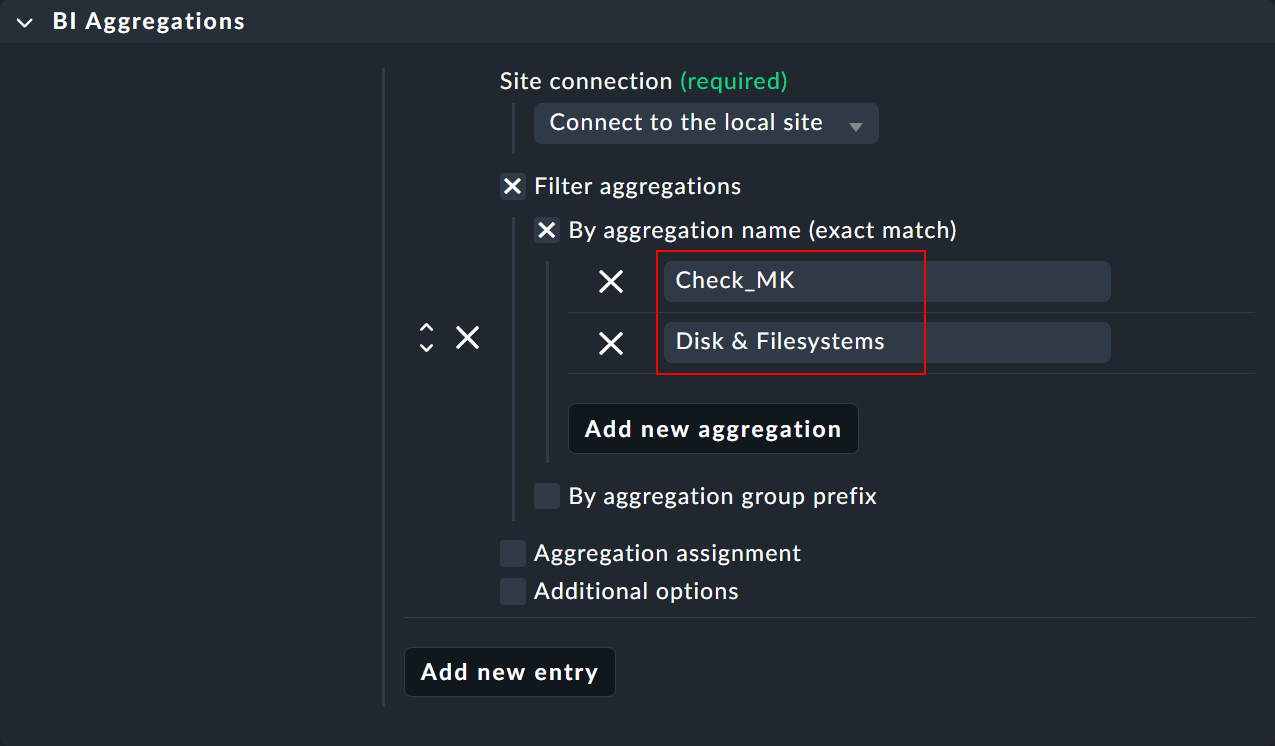 BI Aggregations
Site connection (required)
Connect to the local site
Filter aggregations
By aggregation name (exact match)
Check_MK
Disk & Filesystems
Add new aggregation
By aggregation group prefix
Aggregation assignment
Additional options
Add new entry